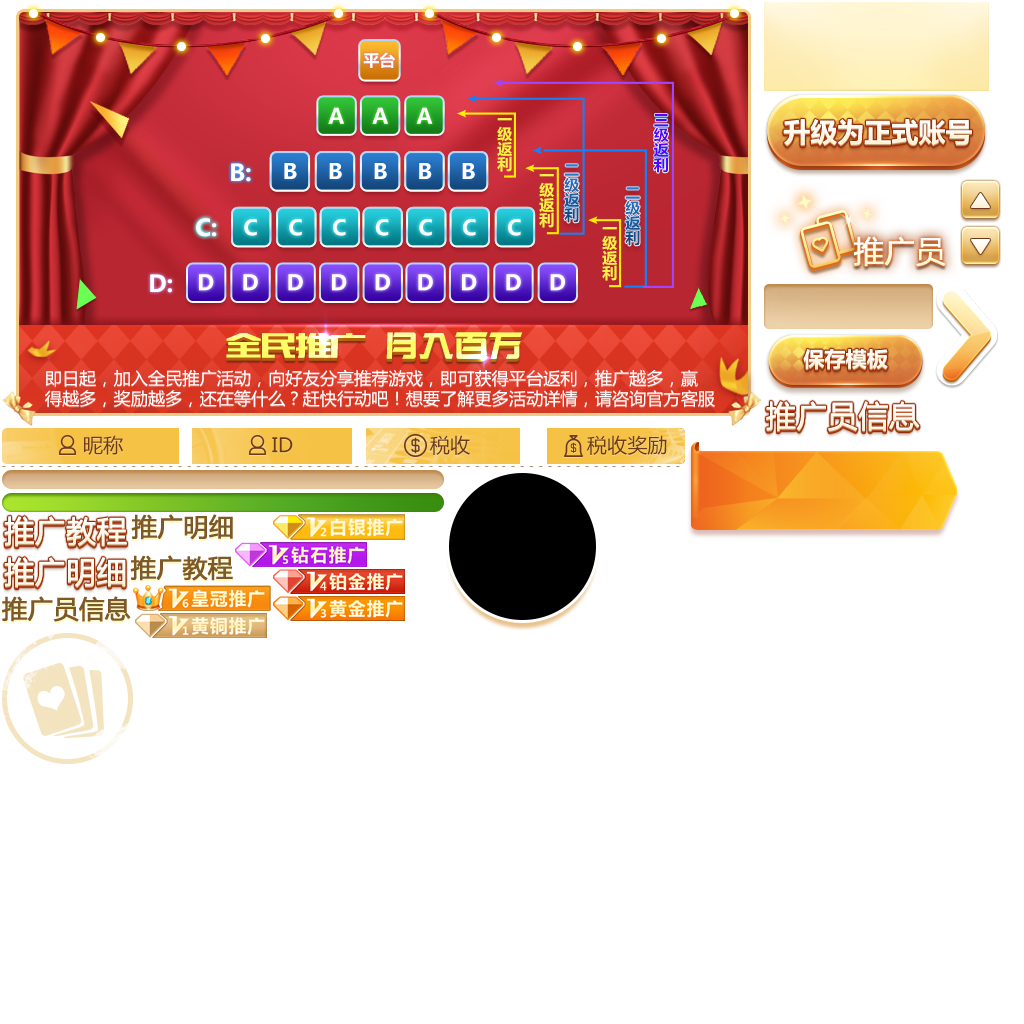 平台
A A A
B: B B B B B
C: C C C C C C C
D: D D D D D D D D D
一级返利
一级返利
二级返利
一级返利
二级返利
三级返利
全民推广 月入百万
即日起，加入全民推广活动，向好友分享推荐游戏，即可获得平台返利，推广越多，赢
得越多，奖励越多，还在等什么？赶快行动吧！想要了解更多活动详情，请咨询官方客服
升级为正式账号
推广员
保存模板
推广员信息
昵称
ID
税收
税收奖励
推广教程
推广明细
V2白银推广
V5钻石推广
推广明细
推广教程
V4铂金推广
推广员信息
V6皇冠推广
V3黄金推广
V1黄铜推广